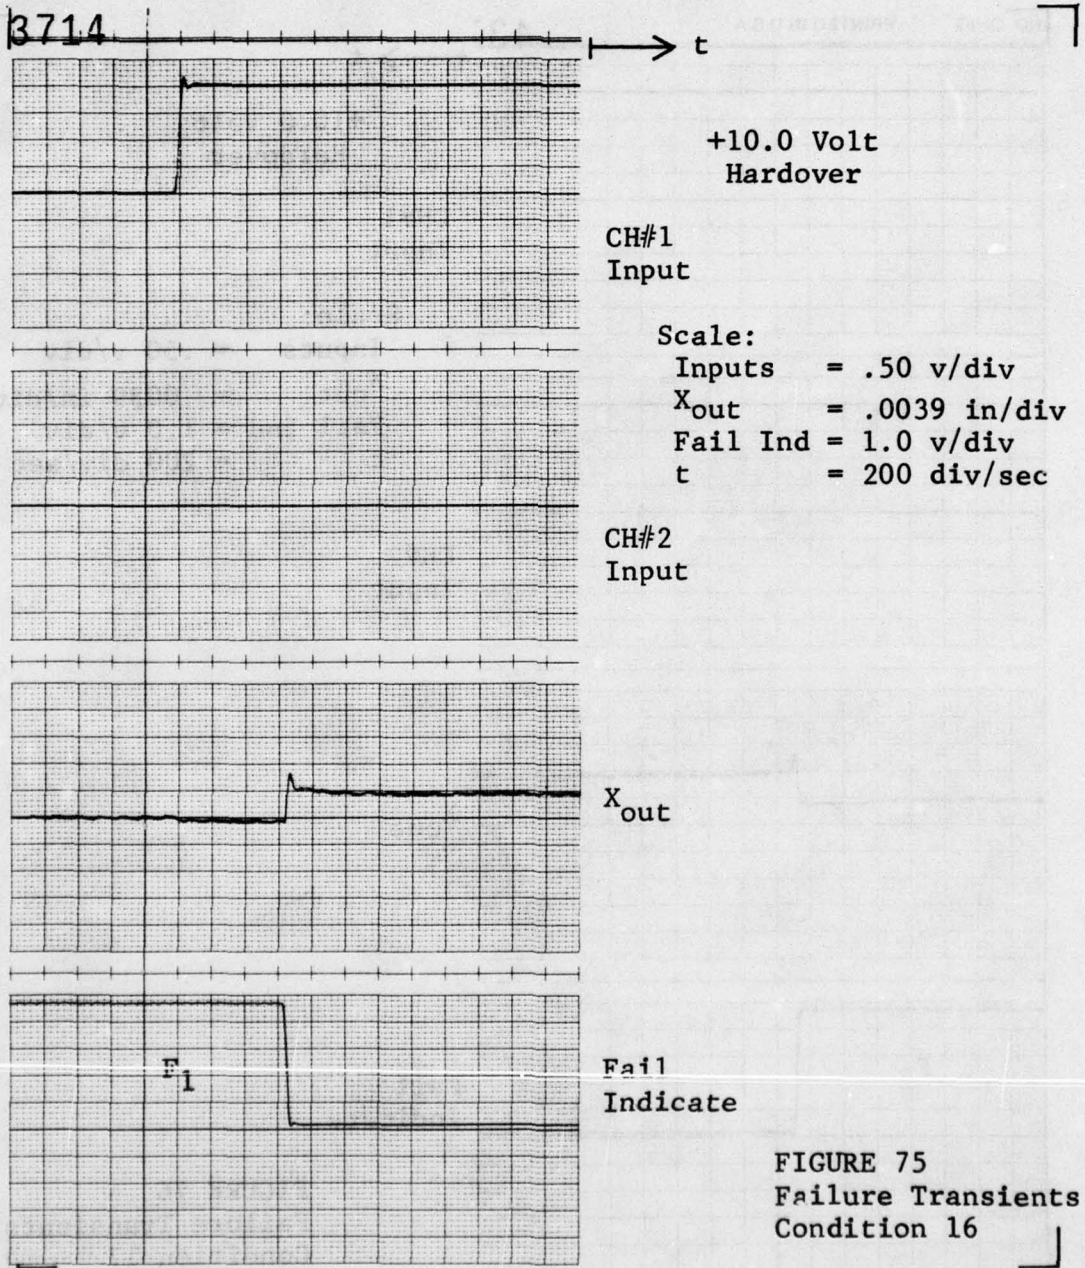 3714
t
+10.0 Volt
Hardover
CH#1
Input
Scale:
Inputs = .50 v/div
Xout = .0039 in/div
Fail Ind = 1.0 v/div
t = 200 div/sec
CH#2
Input
Xout
F1
Fail
Indicate
FIGURE 75
Failure Transients
Condition 16